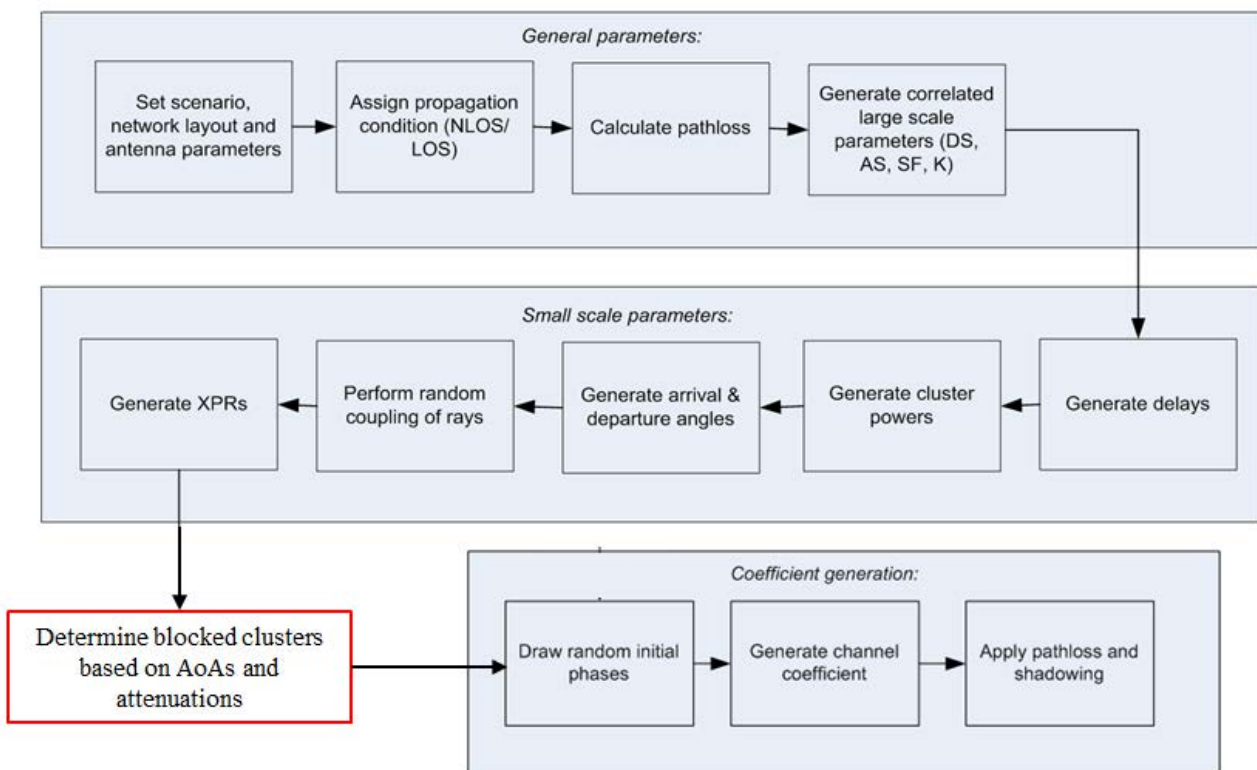 General parameters:
Set scenario,
network layout and
antenna parameters
Assign propagation
condition (NLOS/
LOS)
Calculate pathloss
Generate correlated
large scale
parameters (DS,
AS, SF, K)
Small scale parameters:
Generate XPRs
Perform random
coupling of rays
Generate arrival &
departure angles
Generate cluster
powers
Generate delays
Determine blocked clusters
based on AoAs and
attenuations
Coefficient generation:
Draw random initial
phases
Generate channel
coefficient
Apply pathloss and
shadowing